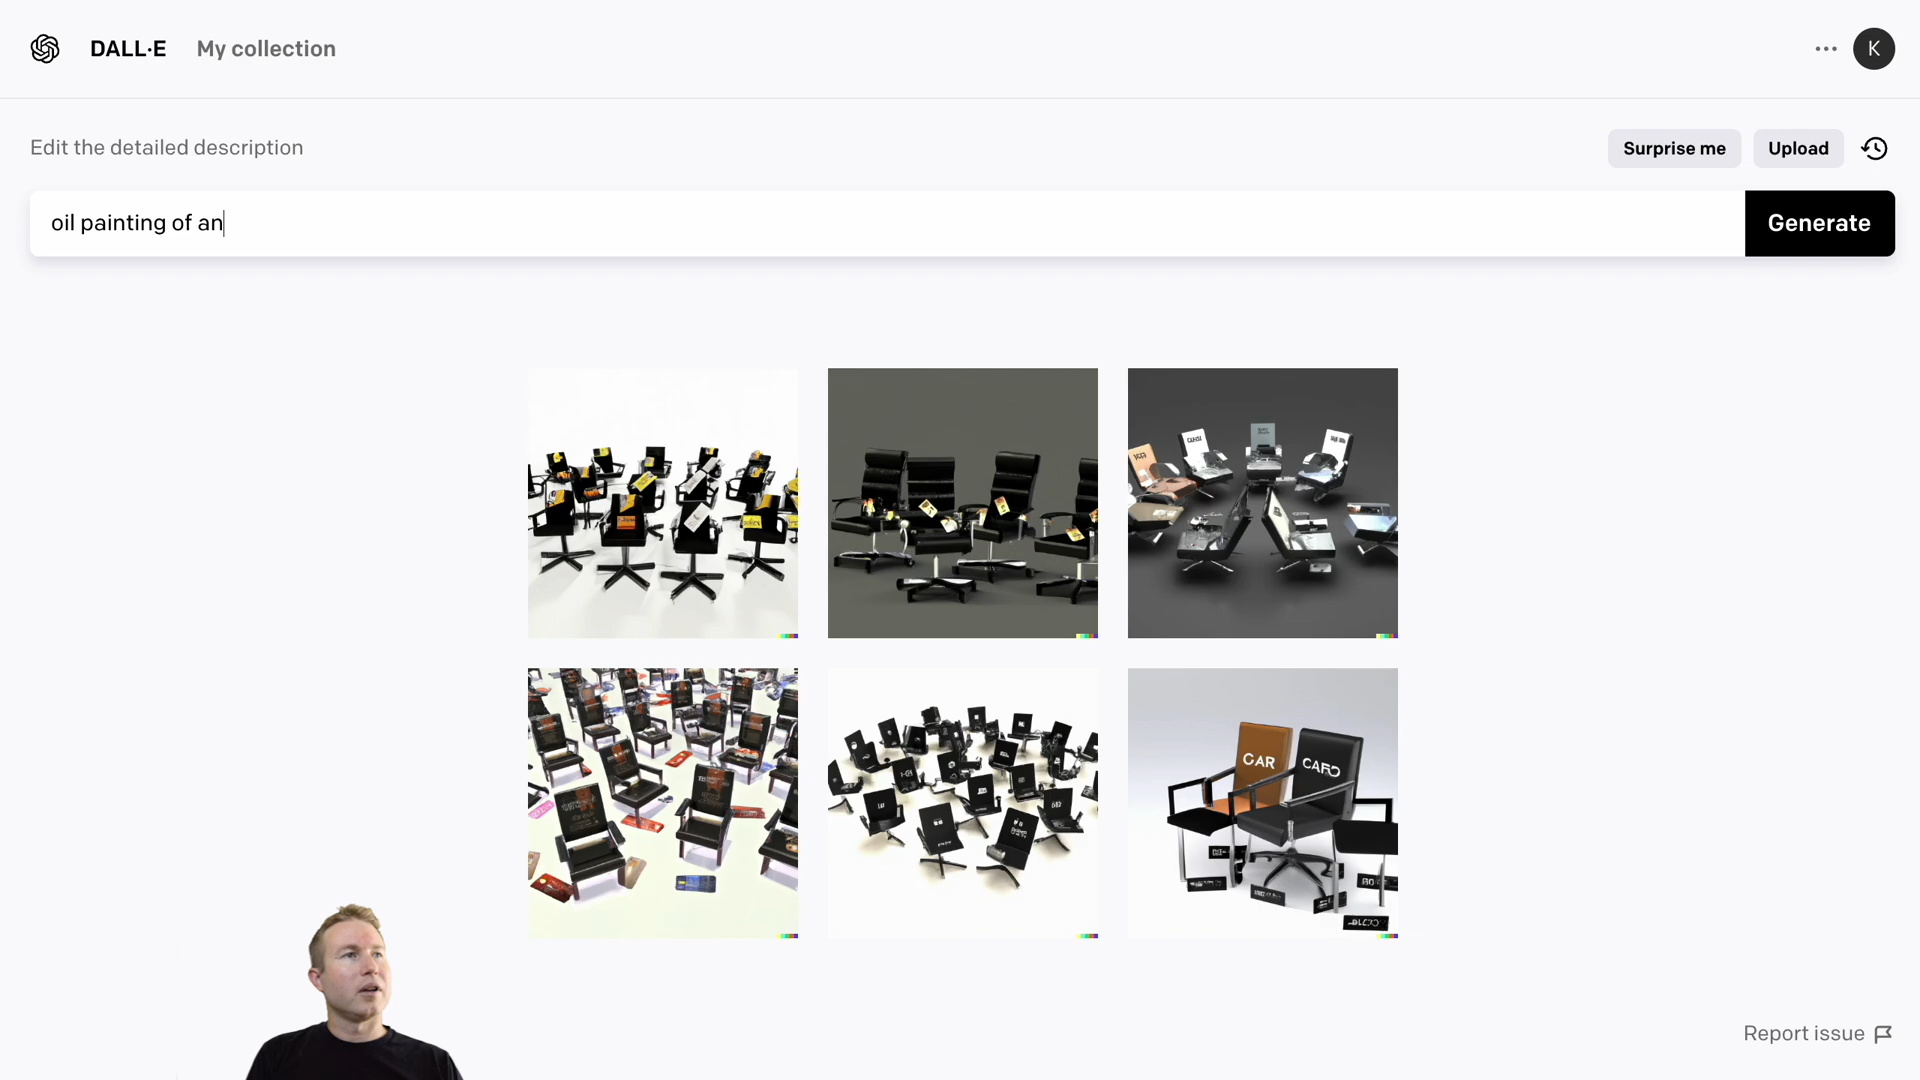 DALL·E My collection
K
Edit the detailed description
Surprise me
Upload
oil painting of an
Generate
CAR
CARO
Report issue